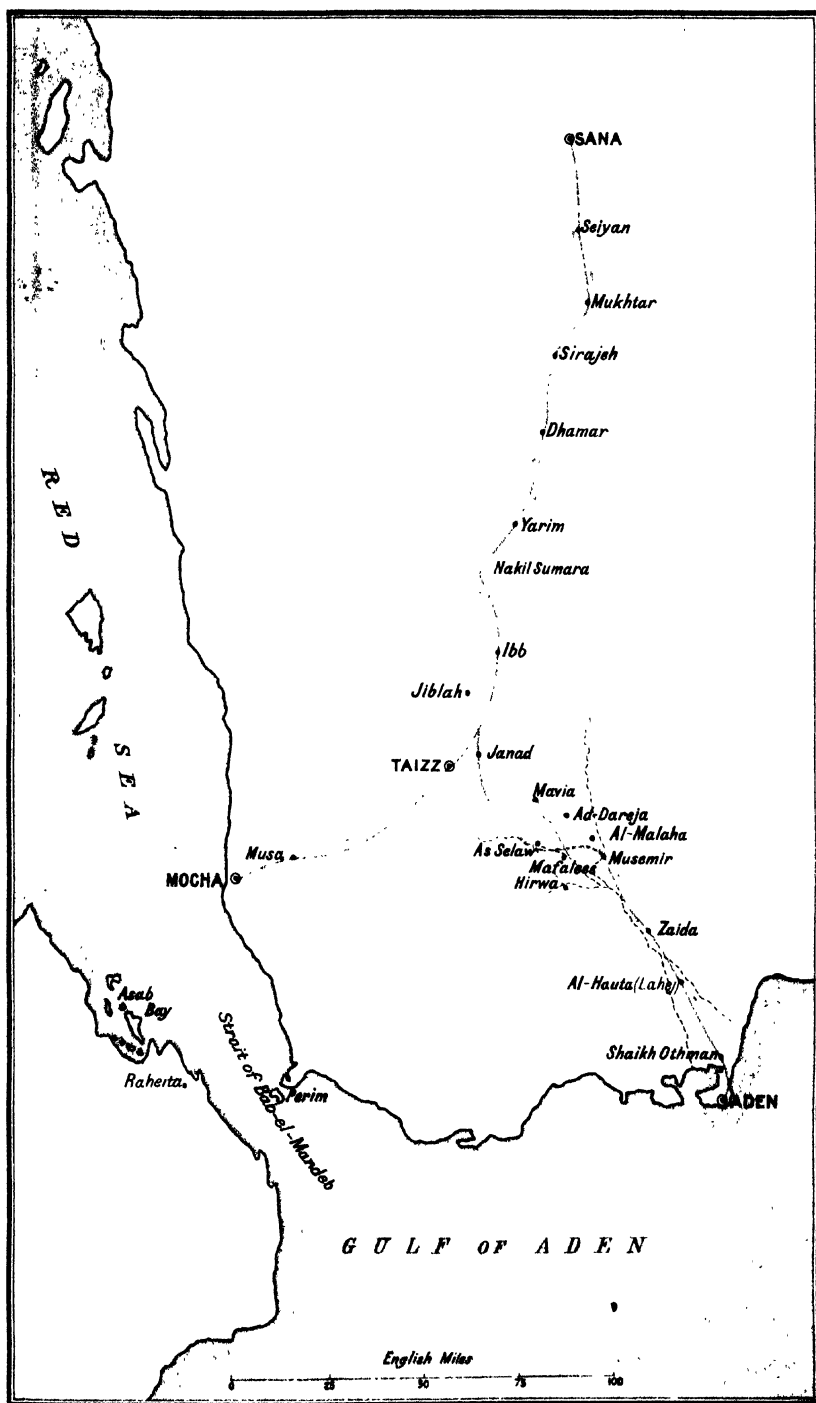 SANA
Seiyan
Mukhtar
Sirajeh
Dhamar
RED SEA
Yarim
Nakil Sumara
Ibb
Jiblah
Janad
TAIZZ
Mavia
Ad-Dareja
Al-Malaha
As Selaw
Musemir
Musa
Mafalees
MOCHA
Hirwa
Zaida
Al-Hauta (Lahej)
Asab
Bay
Strait of Bab-el-Mandeb
Shaikh Othman
Raheita
Perim
ADEN
GULF OF ADEN
English Miles
0 25 50 75 100